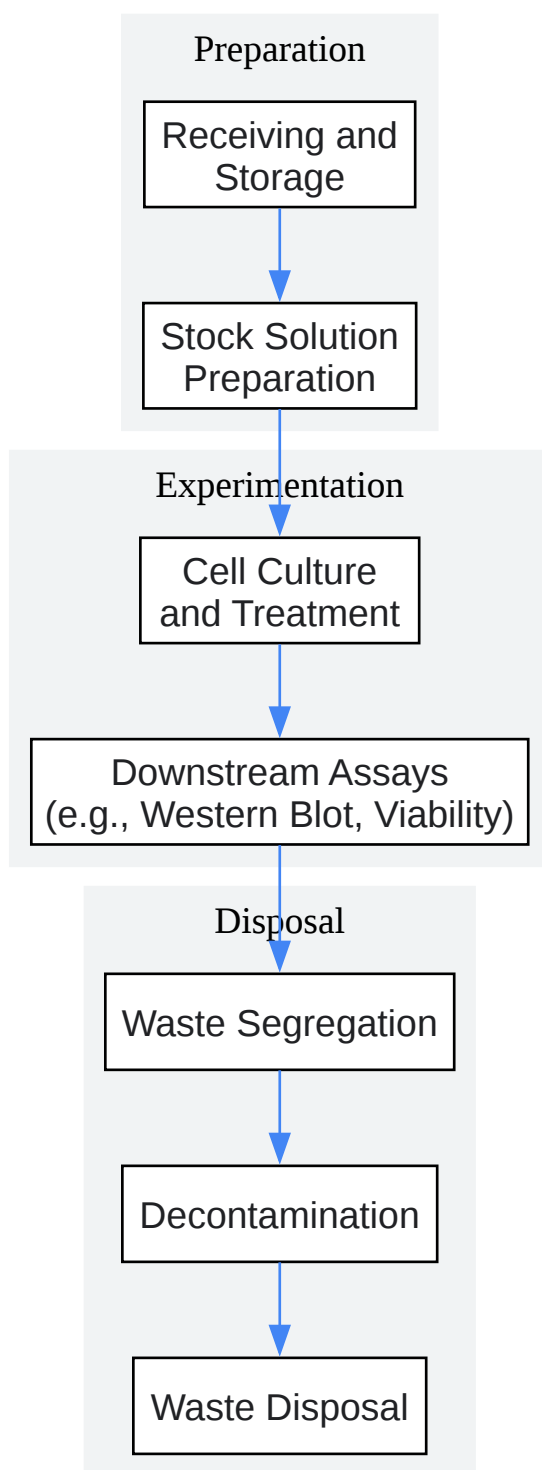 Preparation
Receiving and
Storage
Stock Solution
Preparation
Experimentation
Cell Culture
and Treatment
Downstream Assays
(e.g., Western Blot, Viability)
Disposal
Waste Segregation
Decontamination
Waste Disposal